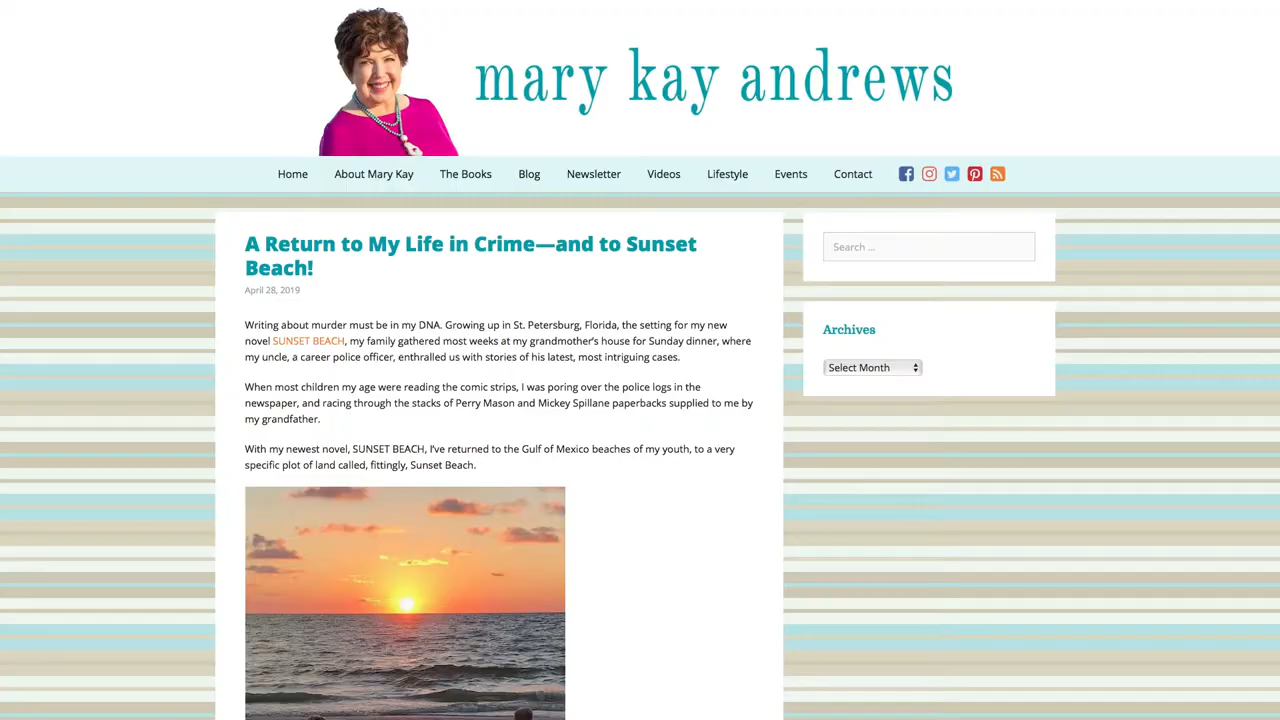 mary kay andrews
Home About Mary Kay The Books Blog Newsletter Videos Lifestyle Events Contact
A Return to My Life in Crime—and to Sunset
Beach!
April 28, 2019
Writing about murder must be in my DNA. Growing up in St. Petersburg, Florida, the setting for my new
novel SUNSET BEACH, my family gathered most weeks at my grandmother's house for Sunday dinner, where
my uncle, a career police officer, enthralled us with stories of his latest, most intriguing cases.
When most children my age were reading the comic strips, I was poring over the police logs in the
newspaper, and racing through the stacks of Perry Mason and Mickey Spillane paperbacks supplied to me by
my grandfather.
With my newest novel, SUNSET BEACH, I've returned to the Gulf of Mexico beaches of my youth, to a very
specific plot of land called, fittingly, Sunset Beach.
Search ...
Archives
Select Month